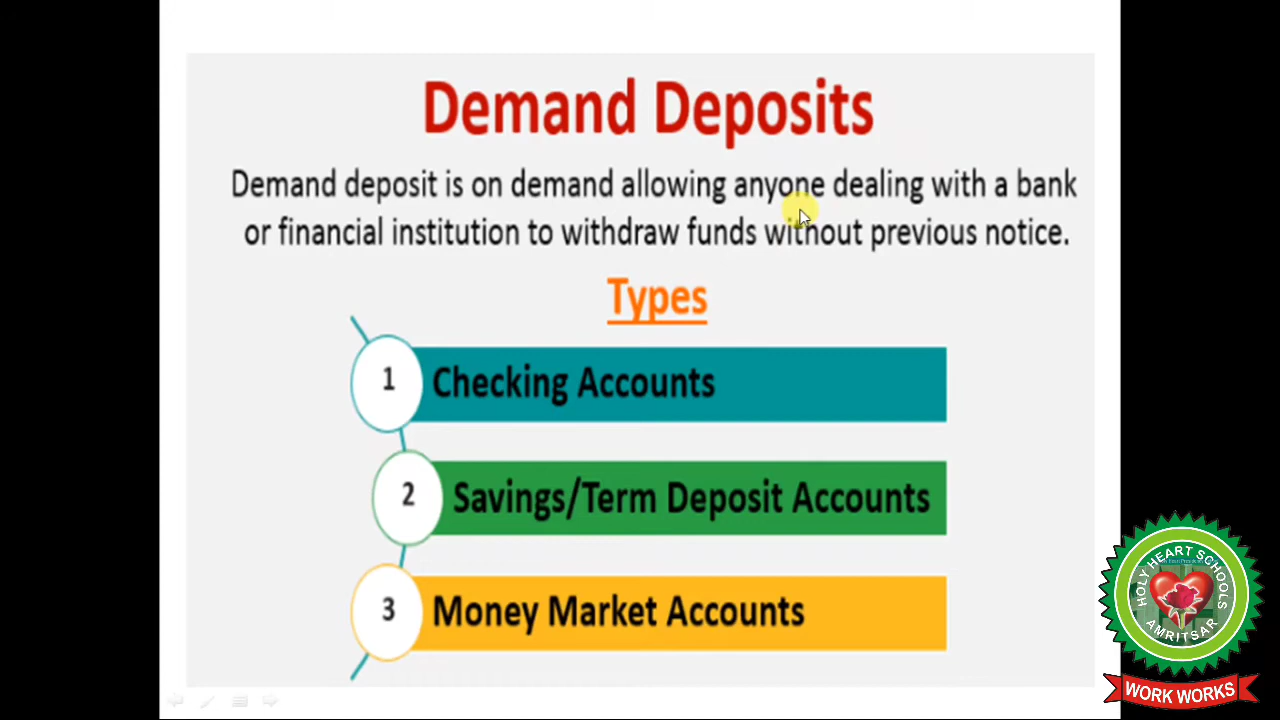 Demand Deposits
Demand deposit is on demand allowing anyone dealing with a bank
or financial institution to withdraw funds without previous notice.
Types
1 Checking Accounts
2 Savings/Term Deposit Accounts
3 Money Market Accounts
HOLY HEART SCHOOLS
AMRITSAR
WORK WORKS